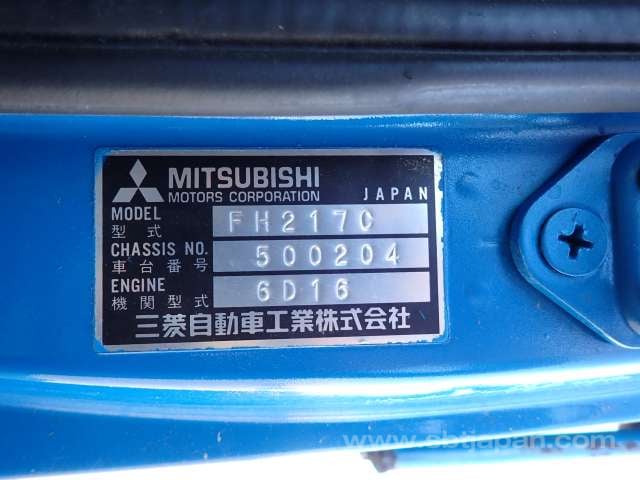 MITSUBISHI
MOTORS CORPORATION JAPAN
MODEL FH217C
型式
CHASSIS NO. 500204
車台番号
ENGINE 6D16
機関型式
三菱自動車工業株式会社
www.sbtjapan.com